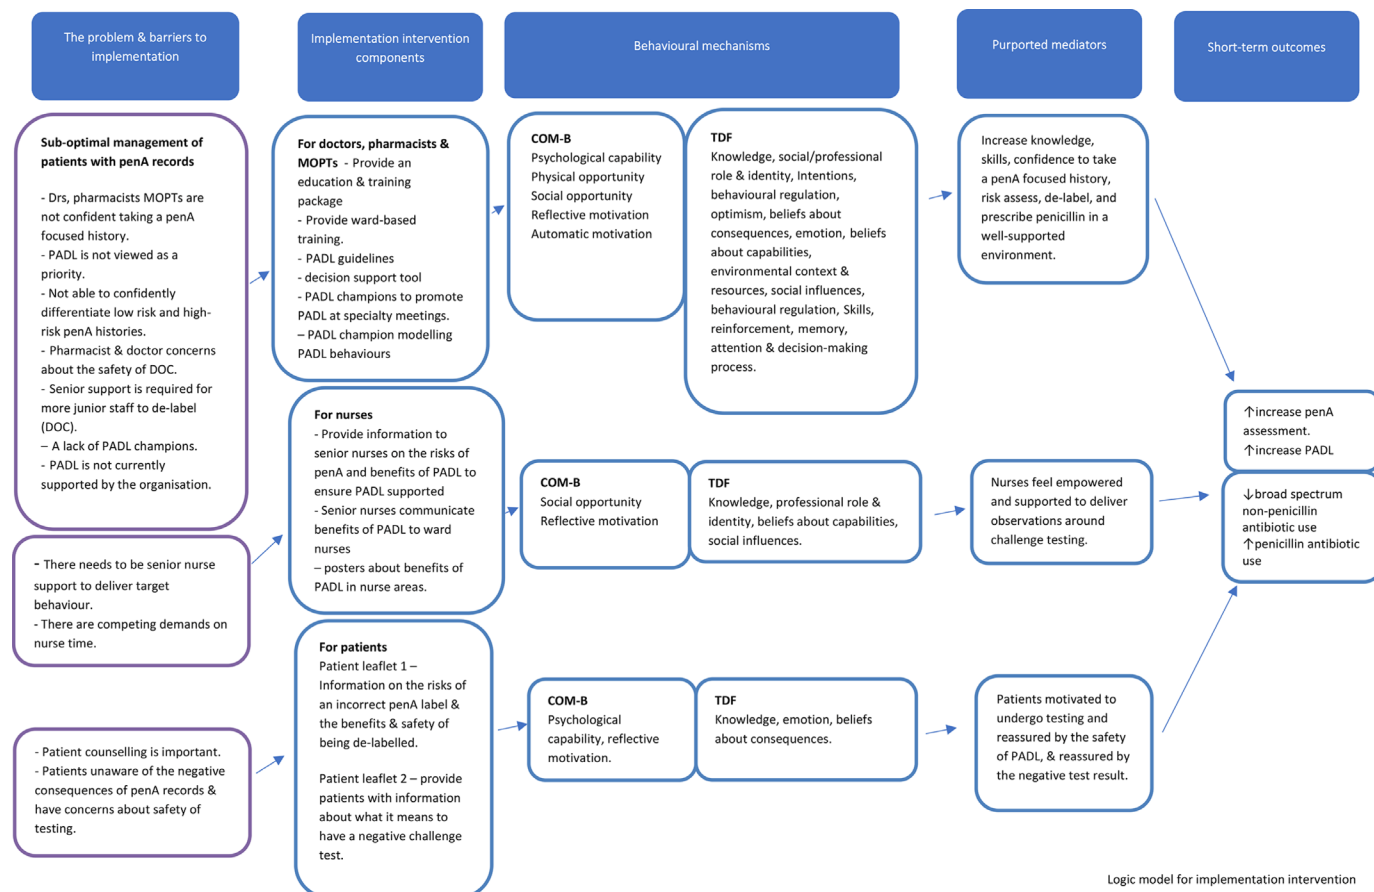 The problem & barriers to
implementation
Implementation intervention
components
Behavioural mechanisms
Purported mediators
Short-term outcomes
Sub-optimal management of
patients with penA records
- Drs, pharmacists MOPTs are
not confident taking a penA
focused history.
- PADL is not viewed as a
priority.
- Not able to confidently
differentiate low risk and high-
risk penA histories.
- Pharmacist & doctor concerns
about the safety of DOC.
- Senior support is required for
more junior staff to de-label
(DOC).
– A lack of PADL champions.
- PADL is not currently
supported by the organisation.
For doctors, pharmacists &
MOPTs - Provide an
education & training
package
- Provide ward-based
training.
- PADL guidelines
- decision support tool
- PADL champions to promote
PADL at specialty meetings.
– PADL champion modelling
PADL behaviours
COM-B
Psychological capability
Physical opportunity
Social opportunity
Reflective motivation
Automatic motivation
TDF
Knowledge, social/professional
role & identity, Intentions,
behavioural regulation,
optimism, beliefs about
consequences, emotion, beliefs
about capabilities,
environmental context &
resources, social influences,
behavioural regulation, Skills,
reinforcement, memory,
attention & decision-making
process.
Increase knowledge,
skills, confidence to take
a penA focused history,
risk assess, de-label, and
prescribe penicillin in a
well-supported
environment.
- There needs to be senior nurse
support to deliver target
behaviour.
- There are competing demands on
nurse time.
For nurses
- Provide information to
senior nurses on the risks of
penA and benefits of PADL to
ensure PADL supported
- Senior nurses communicate
benefits of PADL to ward
nurses
– posters about benefits of
PADL in nurse areas.
COM-B
Social opportunity
Reflective motivation
TDF
Knowledge, professional role &
identity, beliefs about capabilities,
social influences.
Nurses feel empowered
and supported to deliver
observations around
challenge testing.
↑increase penA
assessment.
↑increase PADL
↓broad spectrum
non-penicillin
antibiotic use
↑penicillin antibiotic
use
- Patient counselling is important.
- Patients unaware of the negative
consequences of penA records &
have concerns about safety of
testing.
For patients
Patient leaflet 1 –
Information on the risks of
an incorrect penA label &
the benefits & safety of
being de-labelled.
Patient leaflet 2 – provide
patients with information
about what it means to
have a negative challenge
test.
COM-B
Psychological
capability, reflective
motivation.
TDF
Knowledge, emotion, beliefs
about consequences.
Patients motivated to
undergo testing and
reassured by the safety
of PADL, & reassured by
the negative test result.
Logic model for implementation intervention